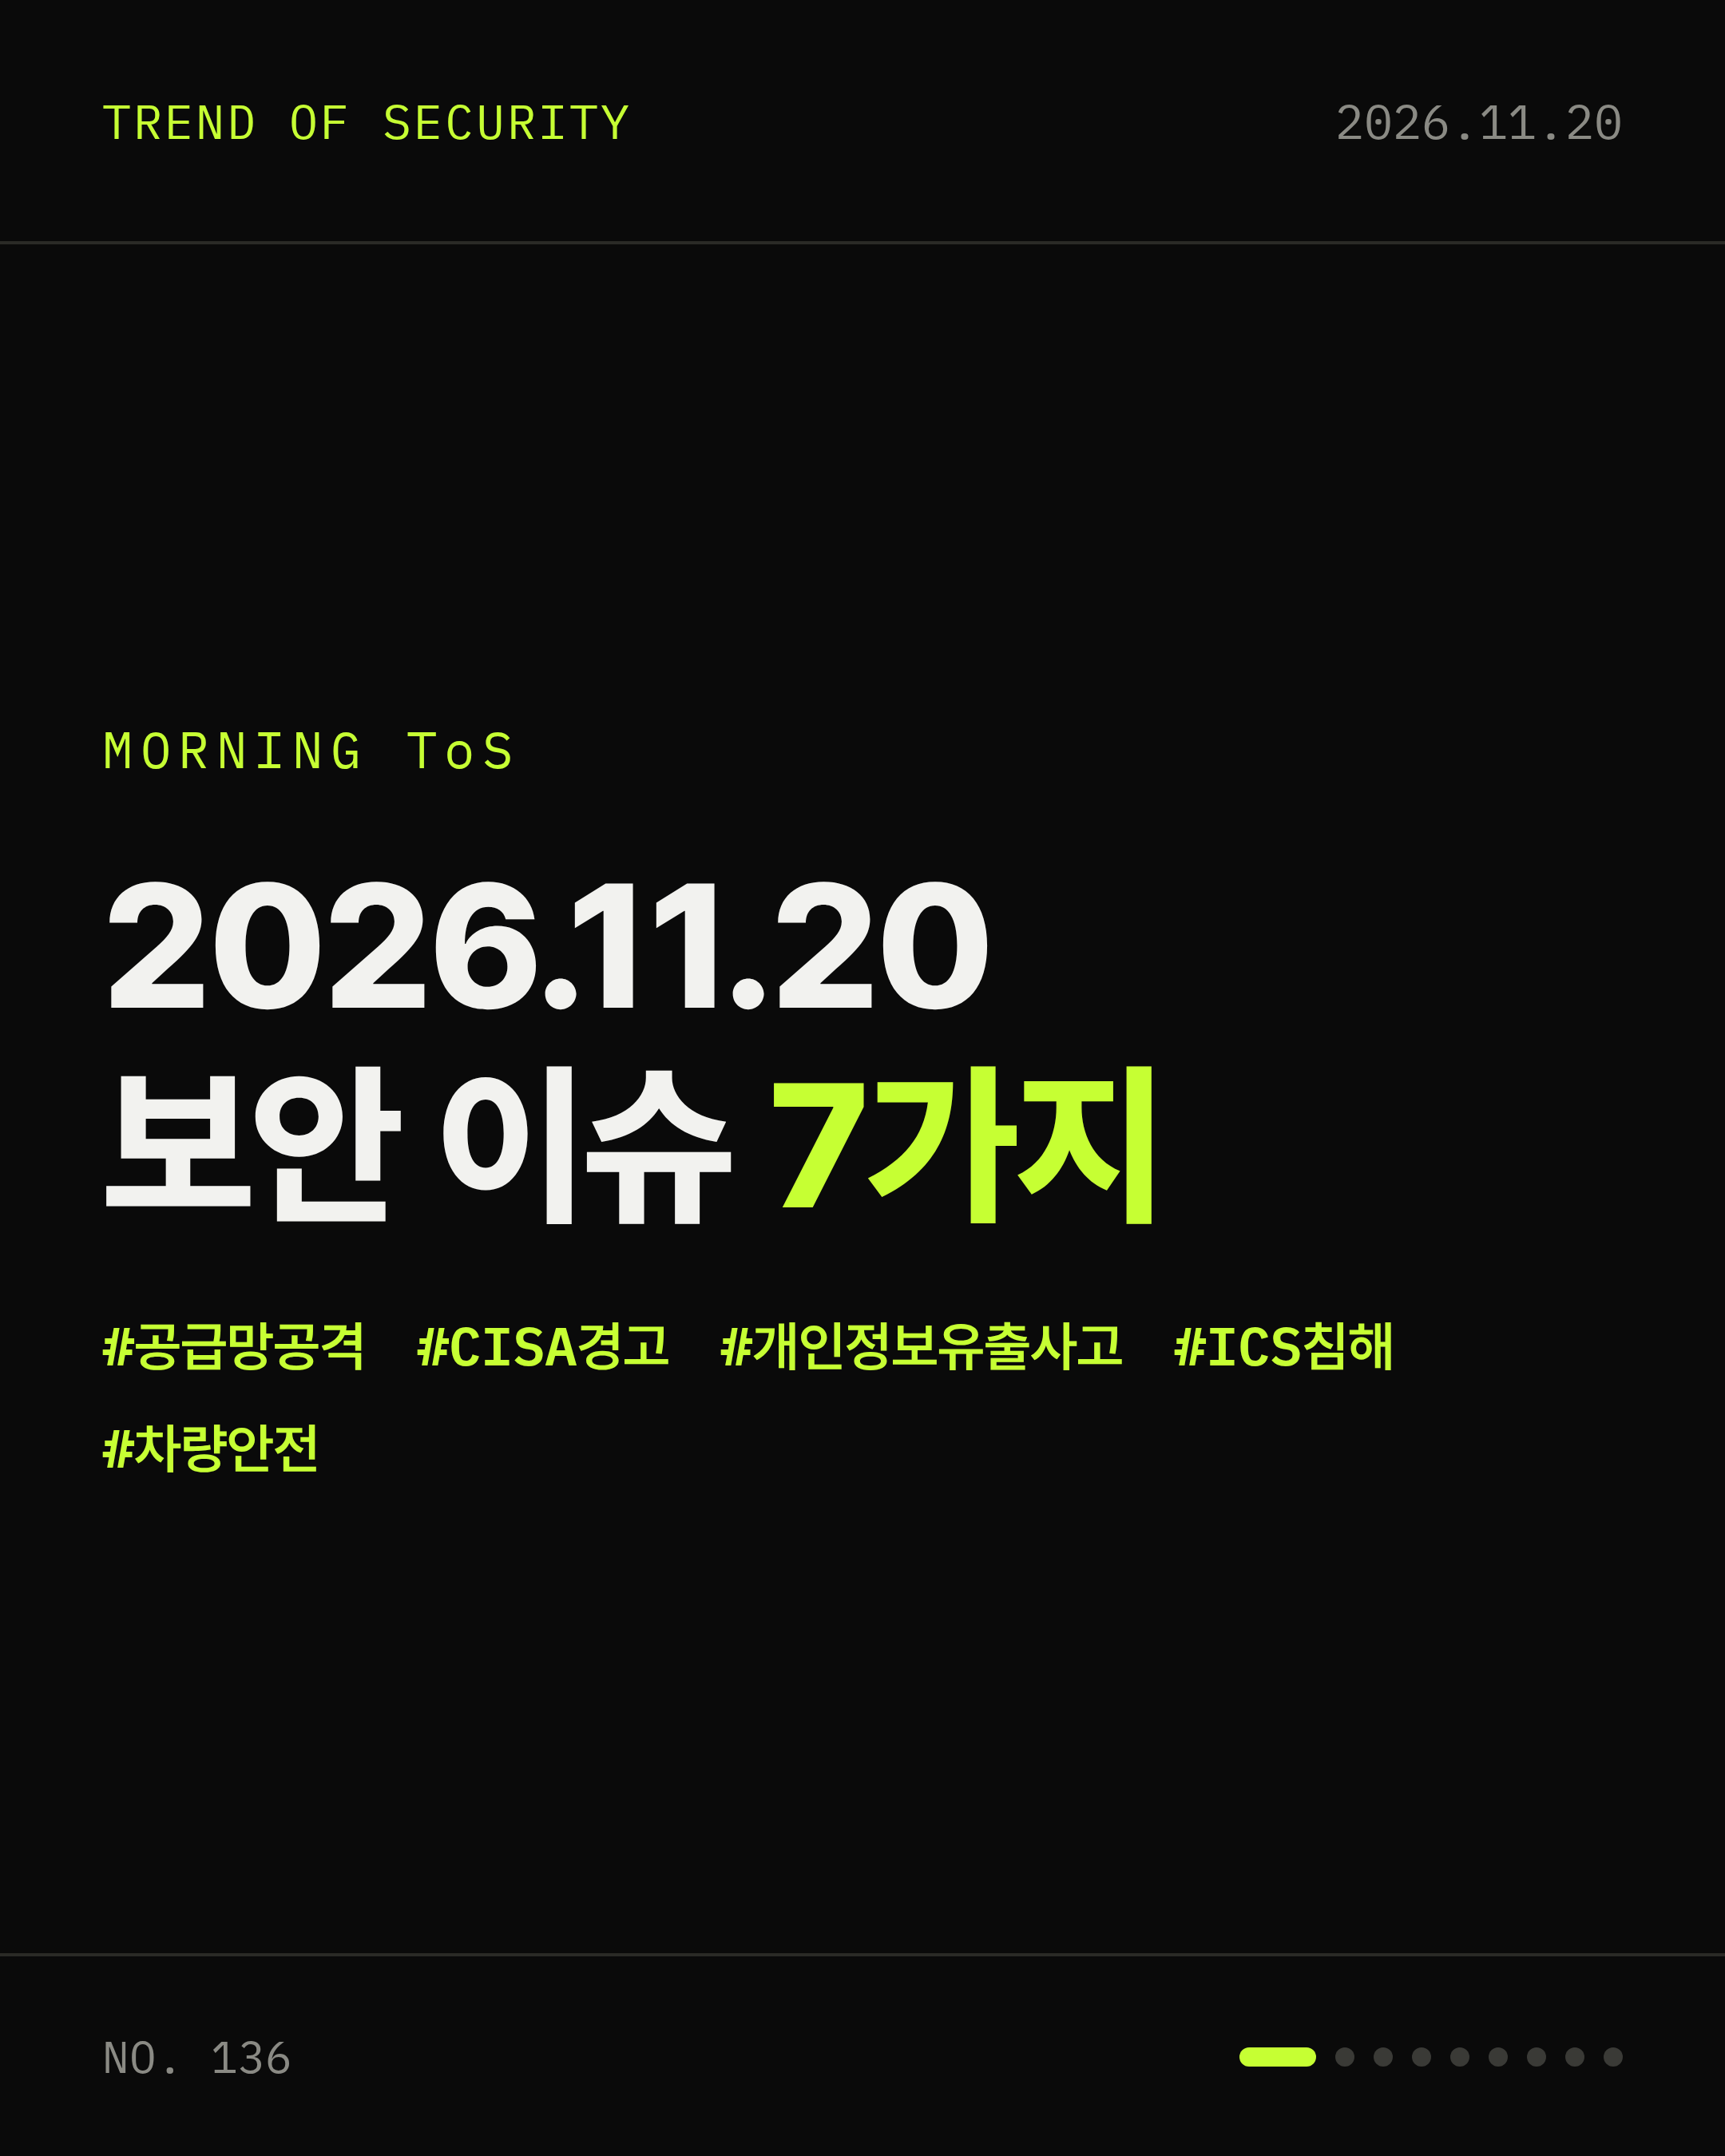 TREND OF SECURITY
2026.11.20
MORNING ToS
2026.11.20
보안 이슈 7가지
#공급망공격 #CISA경고 #개인정보유출사고 #ICS침해
#차량안전
NO. 136